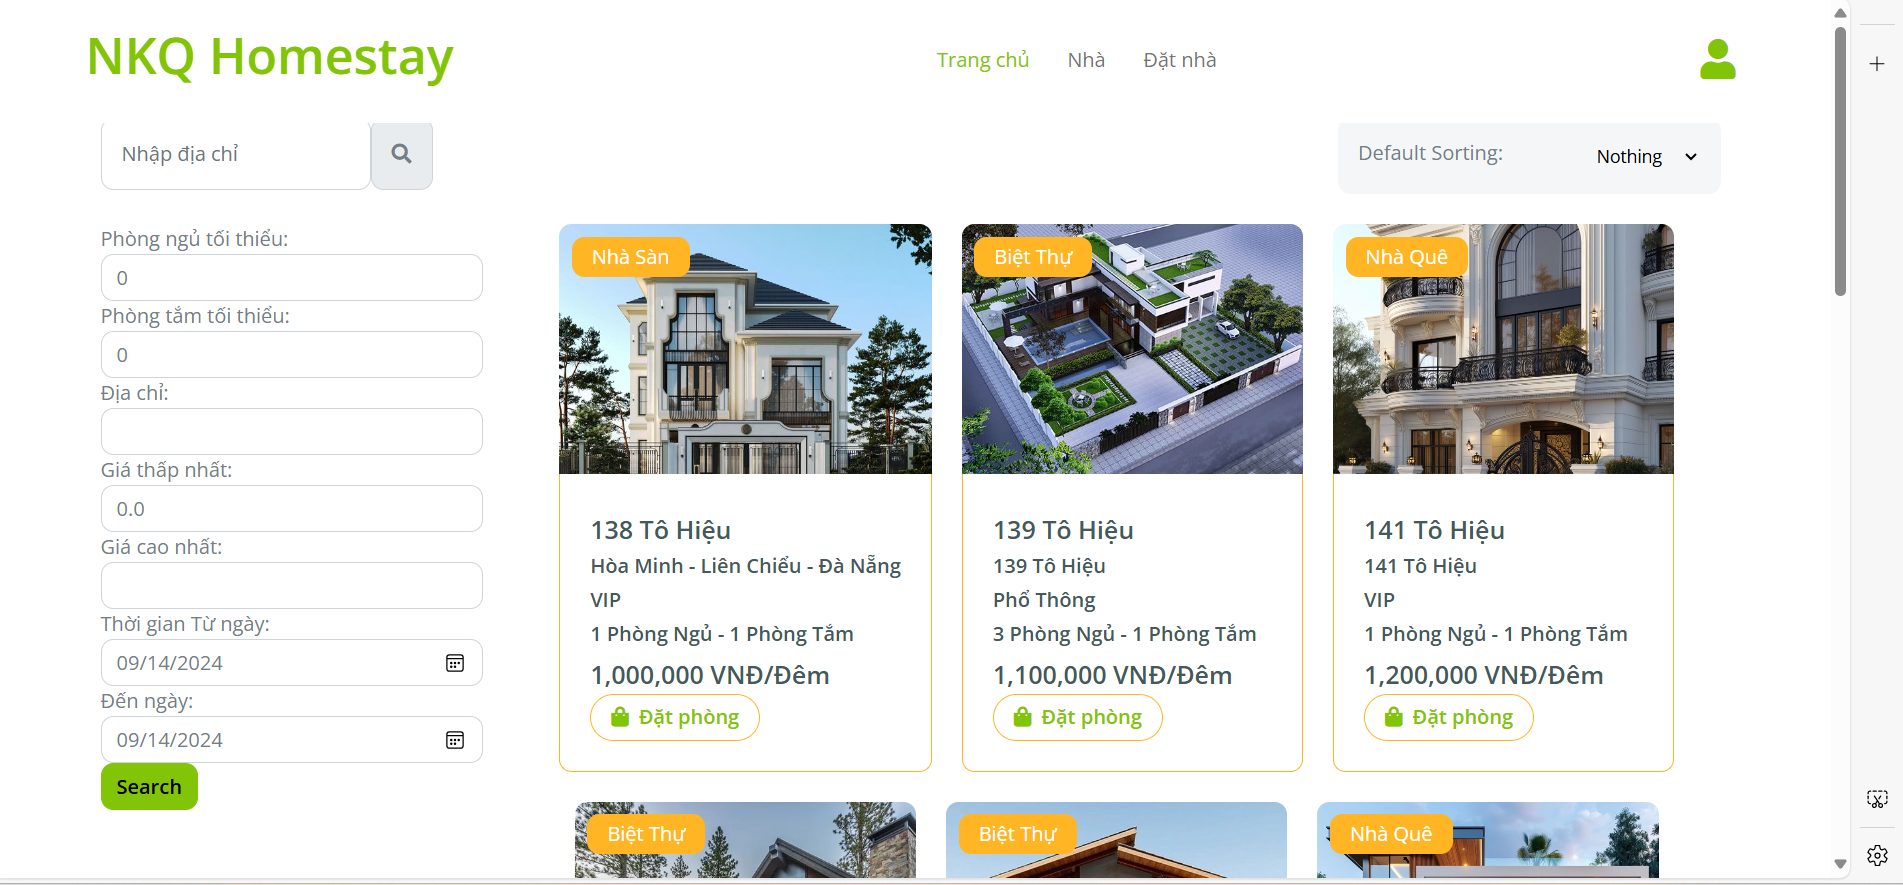 NKQ Homestay
Trang chủ
Nhà
Đặt nhà
Nhập địa chỉ
Default Sorting:
Nothing
Phòng ngủ tối thiểu:
0
Phòng tắm tối thiểu:
0
Địa chỉ:
Giá thấp nhất:
0.0
Giá cao nhất:
Thời gian Từ ngày:
09/14/2024
Đến ngày:
09/14/2024
Search
Nhà Sàn
138 Tô Hiệu
Hòa Minh - Liên Chiểu - Đà Nẵng
VIP
1 Phòng Ngủ - 1 Phòng Tắm
1,000,000 VNĐ/Đêm
Đặt phòng
Biệt Thự
139 Tô Hiệu
139 Tô Hiệu
Phổ Thông
3 Phòng Ngủ - 1 Phòng Tắm
1,100,000 VNĐ/Đêm
Đặt phòng
Nhà Quê
141 Tô Hiệu
141 Tô Hiệu
VIP
1 Phòng Ngủ - 1 Phòng Tắm
1,200,000 VNĐ/Đêm
Đặt phòng
Biệt Thự
Biệt Thự
Nhà Quê